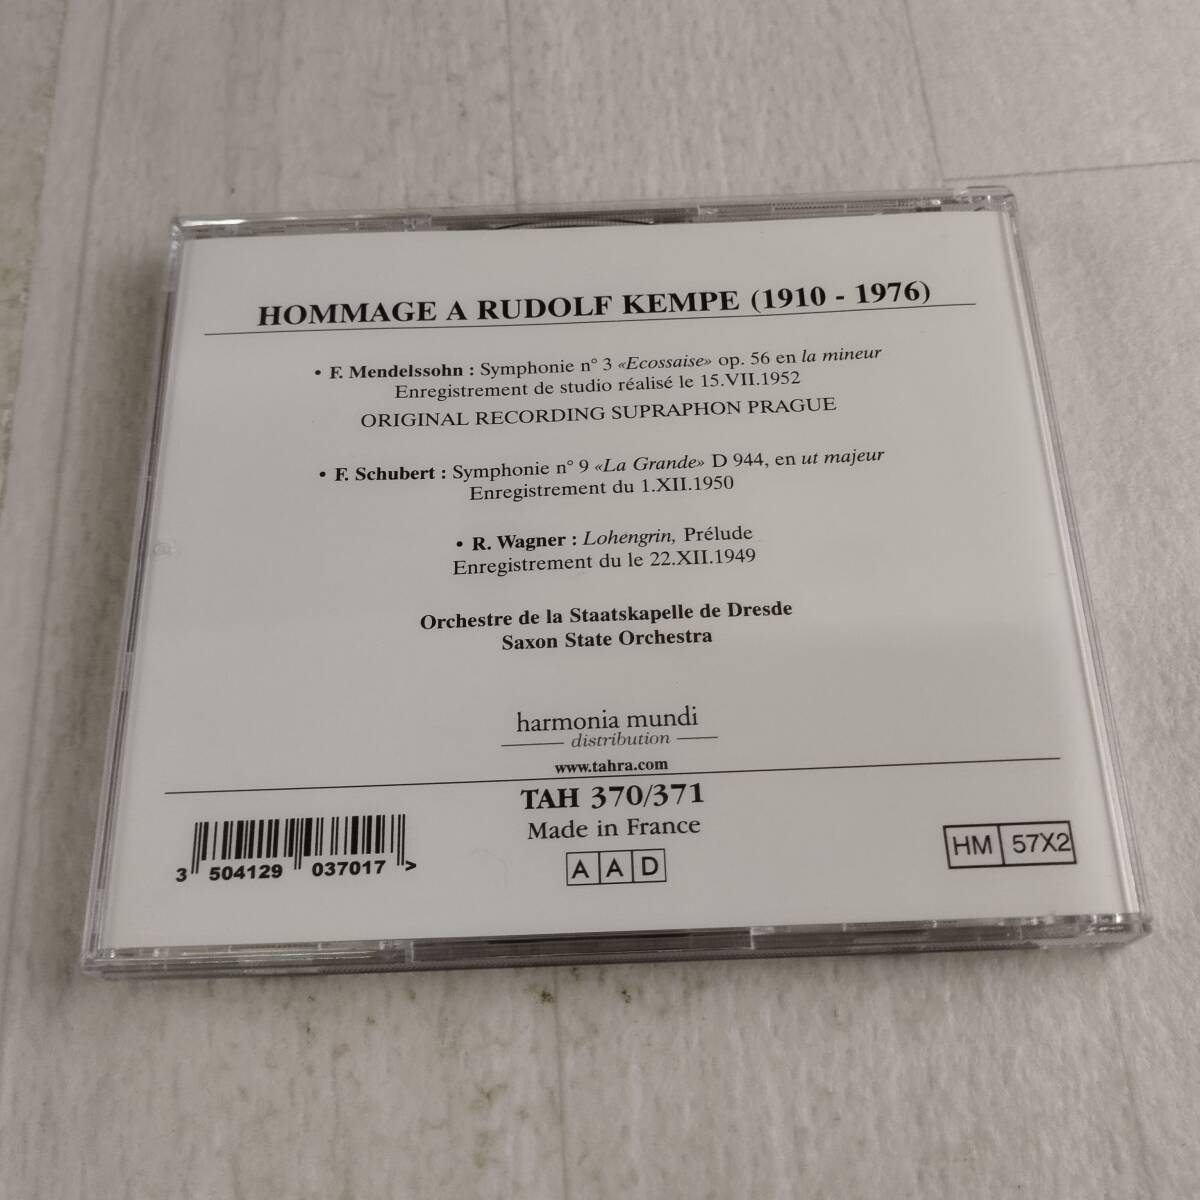 HOMMAGE A RUDOLF KEMPE (1910 - 1976)
• F. Mendelssohn : Symphonie n° 3 «Ecossaise» op. 56 en la mineur
Enregistrement de studio réalisé le 15.VII.1952
ORIGINAL RECORDING SUPRAPHON PRAGUE
• F. Schubert : Symphonie n° 9 «La Grande» D 944, en ut majeur
Enregistrement du 1.XII.1950
• R. Wagner : Lohengrin, Prélude
Enregistrement du le 22.XII.1949
Orchestre de la Staatskapelle de Dresde
Saxon State Orchestra
harmonia mundi
distribution
www.tahra.com
TAH 370/371
Made in France
A A D
3 504129 037017 >
HM 57X2